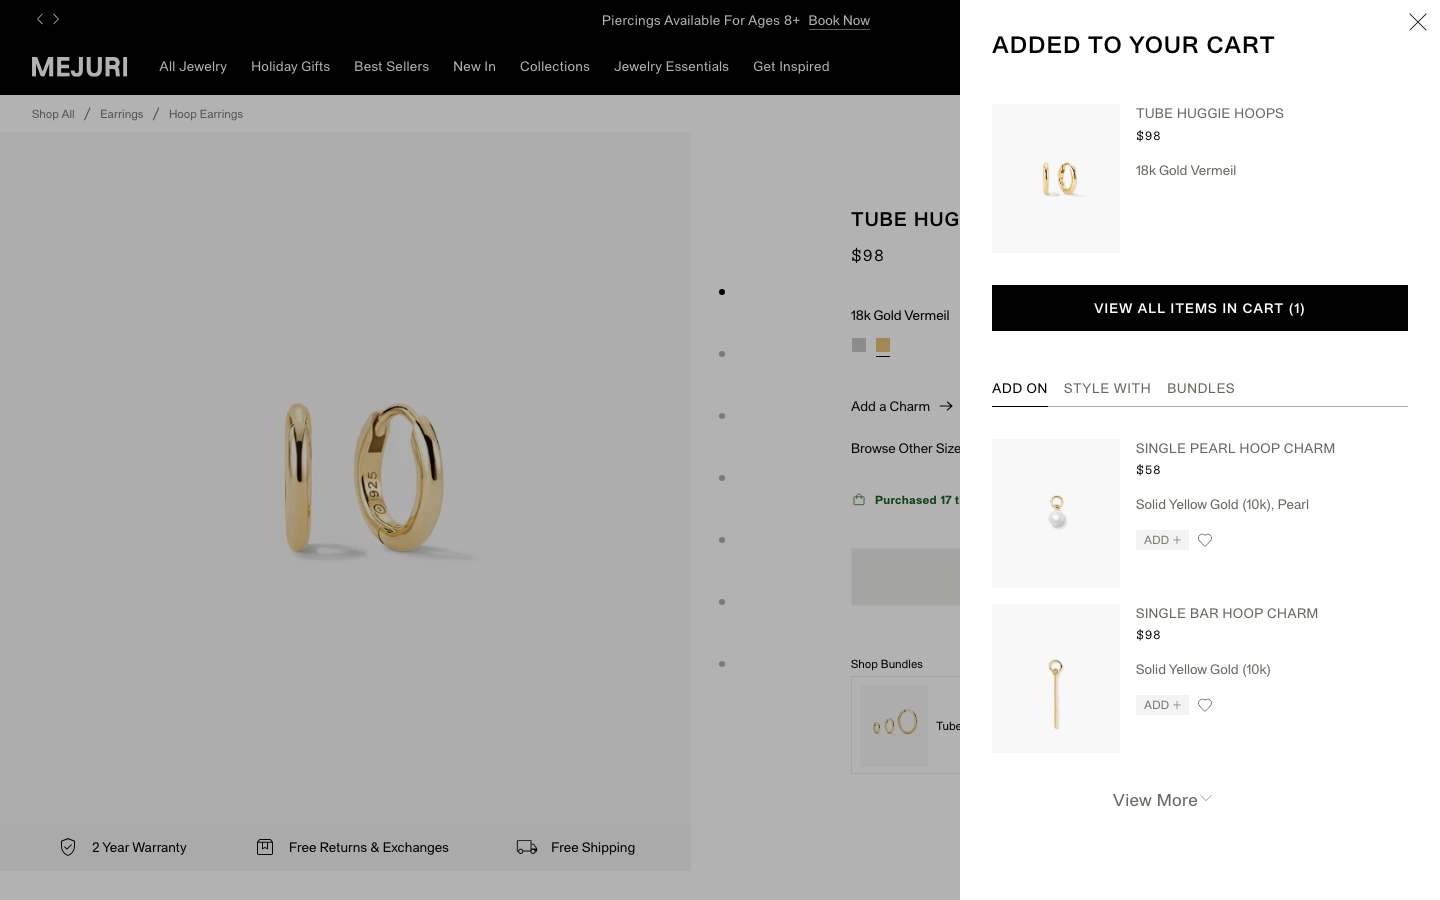 Piercings Available For Ages 8+ Book Now
MEJURI
All Jewelry
Holiday Gifts
Best Sellers
New In
Collections
Jewelry Essentials
Get Inspired
Shop All / Earrings / Hoop Earrings
925
2 Year Warranty
Free Returns & Exchanges
Free Shipping
TUBE HUG
$98
18k Gold Vermeil
Add a Charm
Browse Other Size
Purchased 17 t
Shop Bundles
Tube
ADDED TO YOUR CART
TUBE HUGGIE HOOPS
$98
18k Gold Vermeil
VIEW ALL ITEMS IN CART (1)
ADD ON
STYLE WITH
BUNDLES
SINGLE PEARL HOOP CHARM
$58
Solid Yellow Gold (10k), Pearl
ADD +
SINGLE BAR HOOP CHARM
$98
Solid Yellow Gold (10k)
ADD +
View More